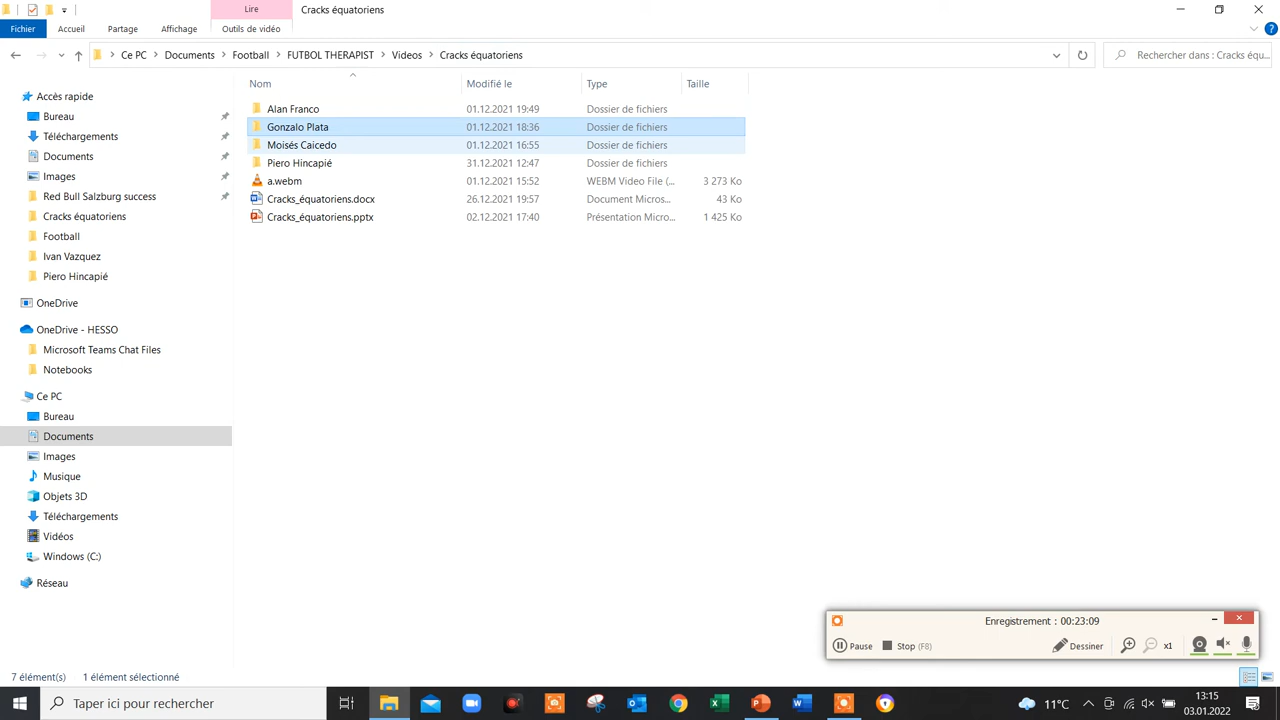 Lire
Cracks équatoriens
Fichier
Accueil
Partage
Affichage
Outils de vidéo
Ce PC
Documents
Football
FUTBOL THERAPIST
Videos
Cracks équatoriens
Rechercher dans : Cracks équ...
Nom
Modifié le
Type
Taille
Alan Franco 01.12.2021 19:49 Dossier de fichiers
Gonzalo Plata 01.12.2021 18:36 Dossier de fichiers
Moisés Caicedo 01.12.2021 16:55 Dossier de fichiers
Piero Hincapié 31.12.2021 12:47 Dossier de fichiers
a.webm 01.12.2021 15:52 WEBM Video File (... 3 273 Ko
Cracks_équatoriens.docx 26.12.2021 19:57 Document Micros... 43 Ko
Cracks_équatoriens.pptx 02.12.2021 17:40 Présentation Micro... 1 425 Ko
Accès rapide
Bureau
Téléchargements
Documents
Images
Red Bull Salzburg success
Cracks équatoriens
Football
Ivan Vazquez
Piero Hincapié
OneDrive
OneDrive - HESSO
Microsoft Teams Chat Files
Notebooks
Ce PC
Bureau
Documents
Images
Musique
Objets 3D
Téléchargements
Vidéos
Windows (C:)
Réseau
Enregistrement : 00:23:09
Pause
Stop (F8)
Dessiner
x1
7 élément(s)
1 élément sélectionné
Taper ici pour rechercher
11°C
13:15
03.01.2022